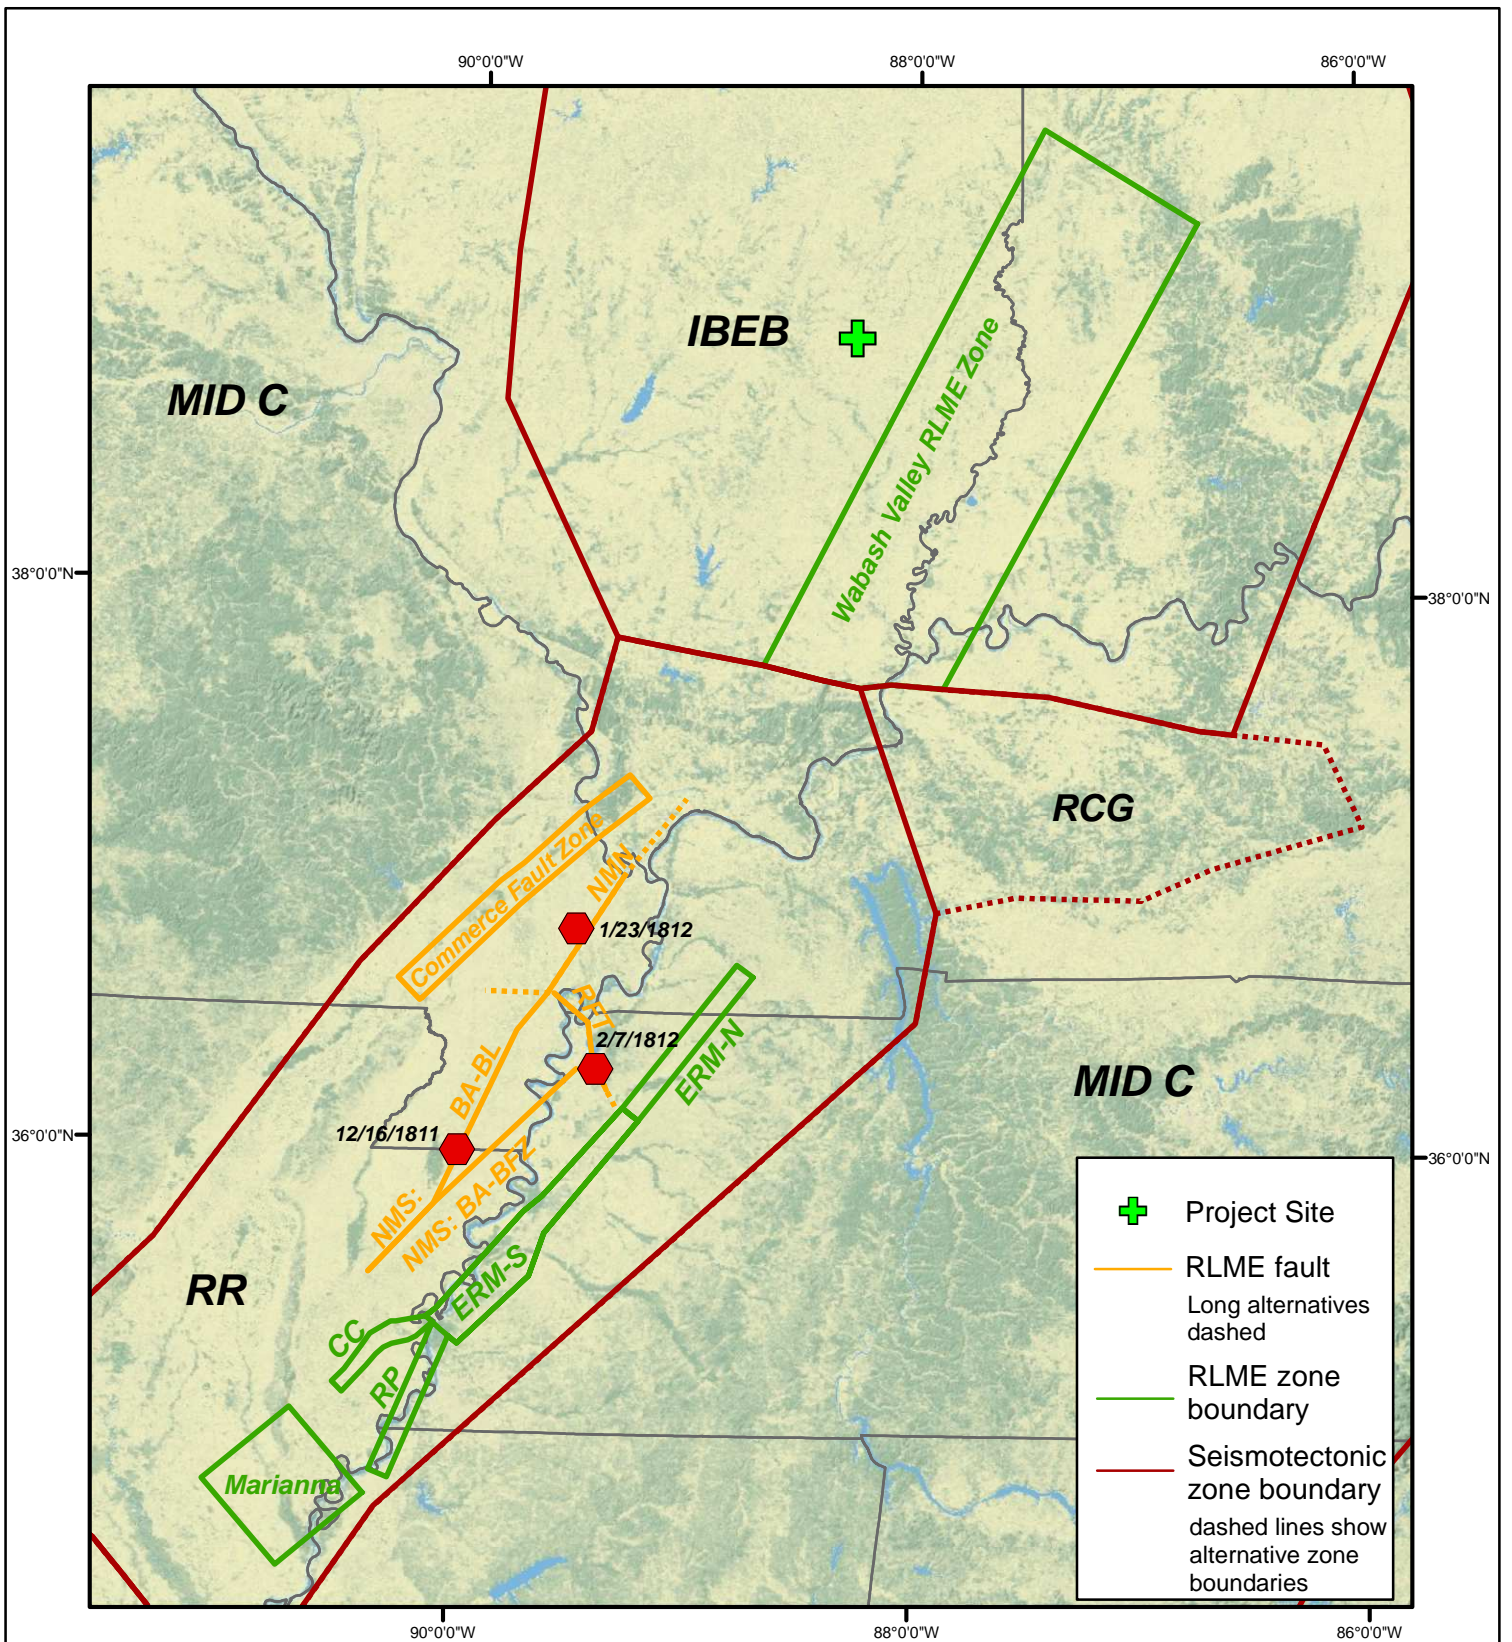 90°0'0"W
88°0'0"W
86°0'0"W
IBEB
MID C
Wabash Valley RLME Zone
38°0'0"N
38°0'0"N
RCG
Commerce Fault Zone
NMN
1/23/1812
RFT
2/7/1812
ERM-N
BA-BL
MID C
12/16/1811
36°0'0"N
36°0'0"N
NMS:
NMS: BA-BFZ
RR
ERM-S
CC
RP
Marianna
Project Site
RLME fault
Long alternatives
dashed
RLME zone
boundary
Seismotectonic
zone boundary
dashed lines show
alternative zone
boundaries
90°0'0"W
88°0'0"W
86°0'0"W